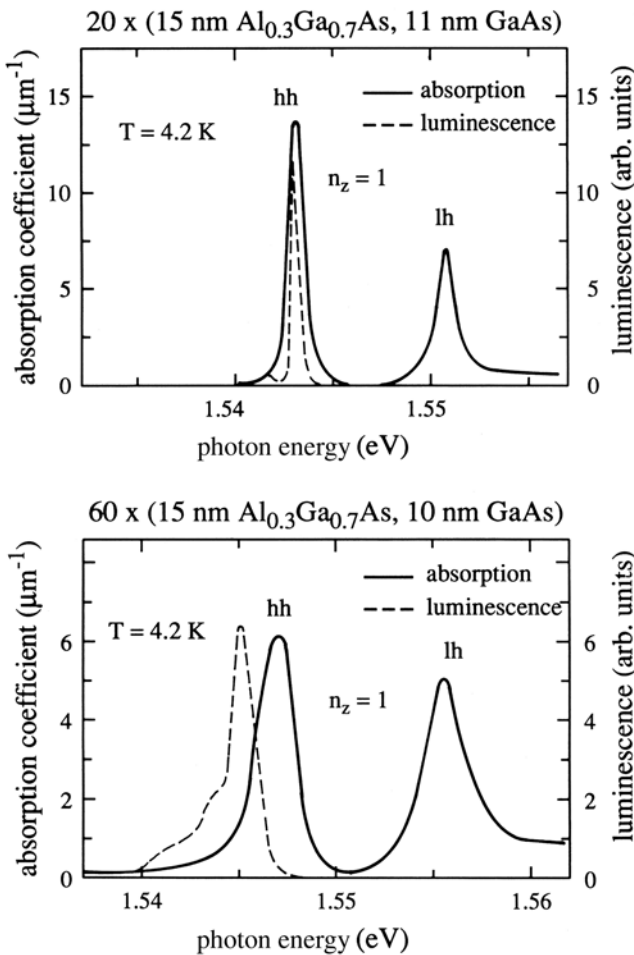 20 x (15 nm Al0.3Ga0.7As, 11 nm GaAs)
absorption coefficient (μm-1)
luminescence (arb. units)
15
10
5
0
15
10
5
0
T = 4.2 K
hh
absorption
luminescence
nz = 1
lh
1.54
1.55
photon energy (eV)
60 x (15 nm Al0.3Ga0.7As, 10 nm GaAs)
absorption coefficient (μm-1)
luminescence (arb. units)
6
4
2
0
6
4
2
0
T = 4.2 K
hh
absorption
luminescence
nz = 1
lh
1.54
1.55
1.56
photon energy (eV)